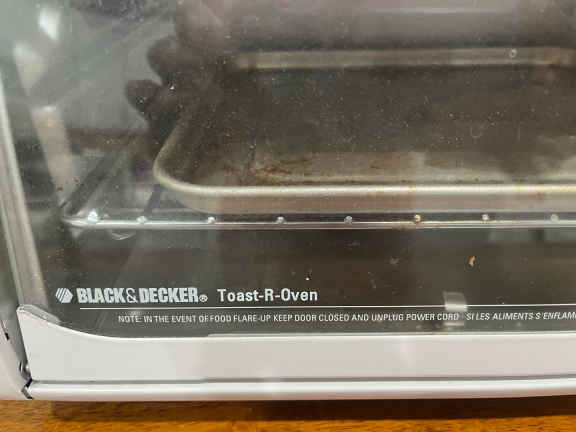 BLACK&DECKER® Toast-R-Oven
NOTE: IN THE EVENT OF FOOD FLARE-UP KEEP DOOR CLOSED AND UNPLUG POWER CORD SI LES ALIMENTS S'ENFLAM